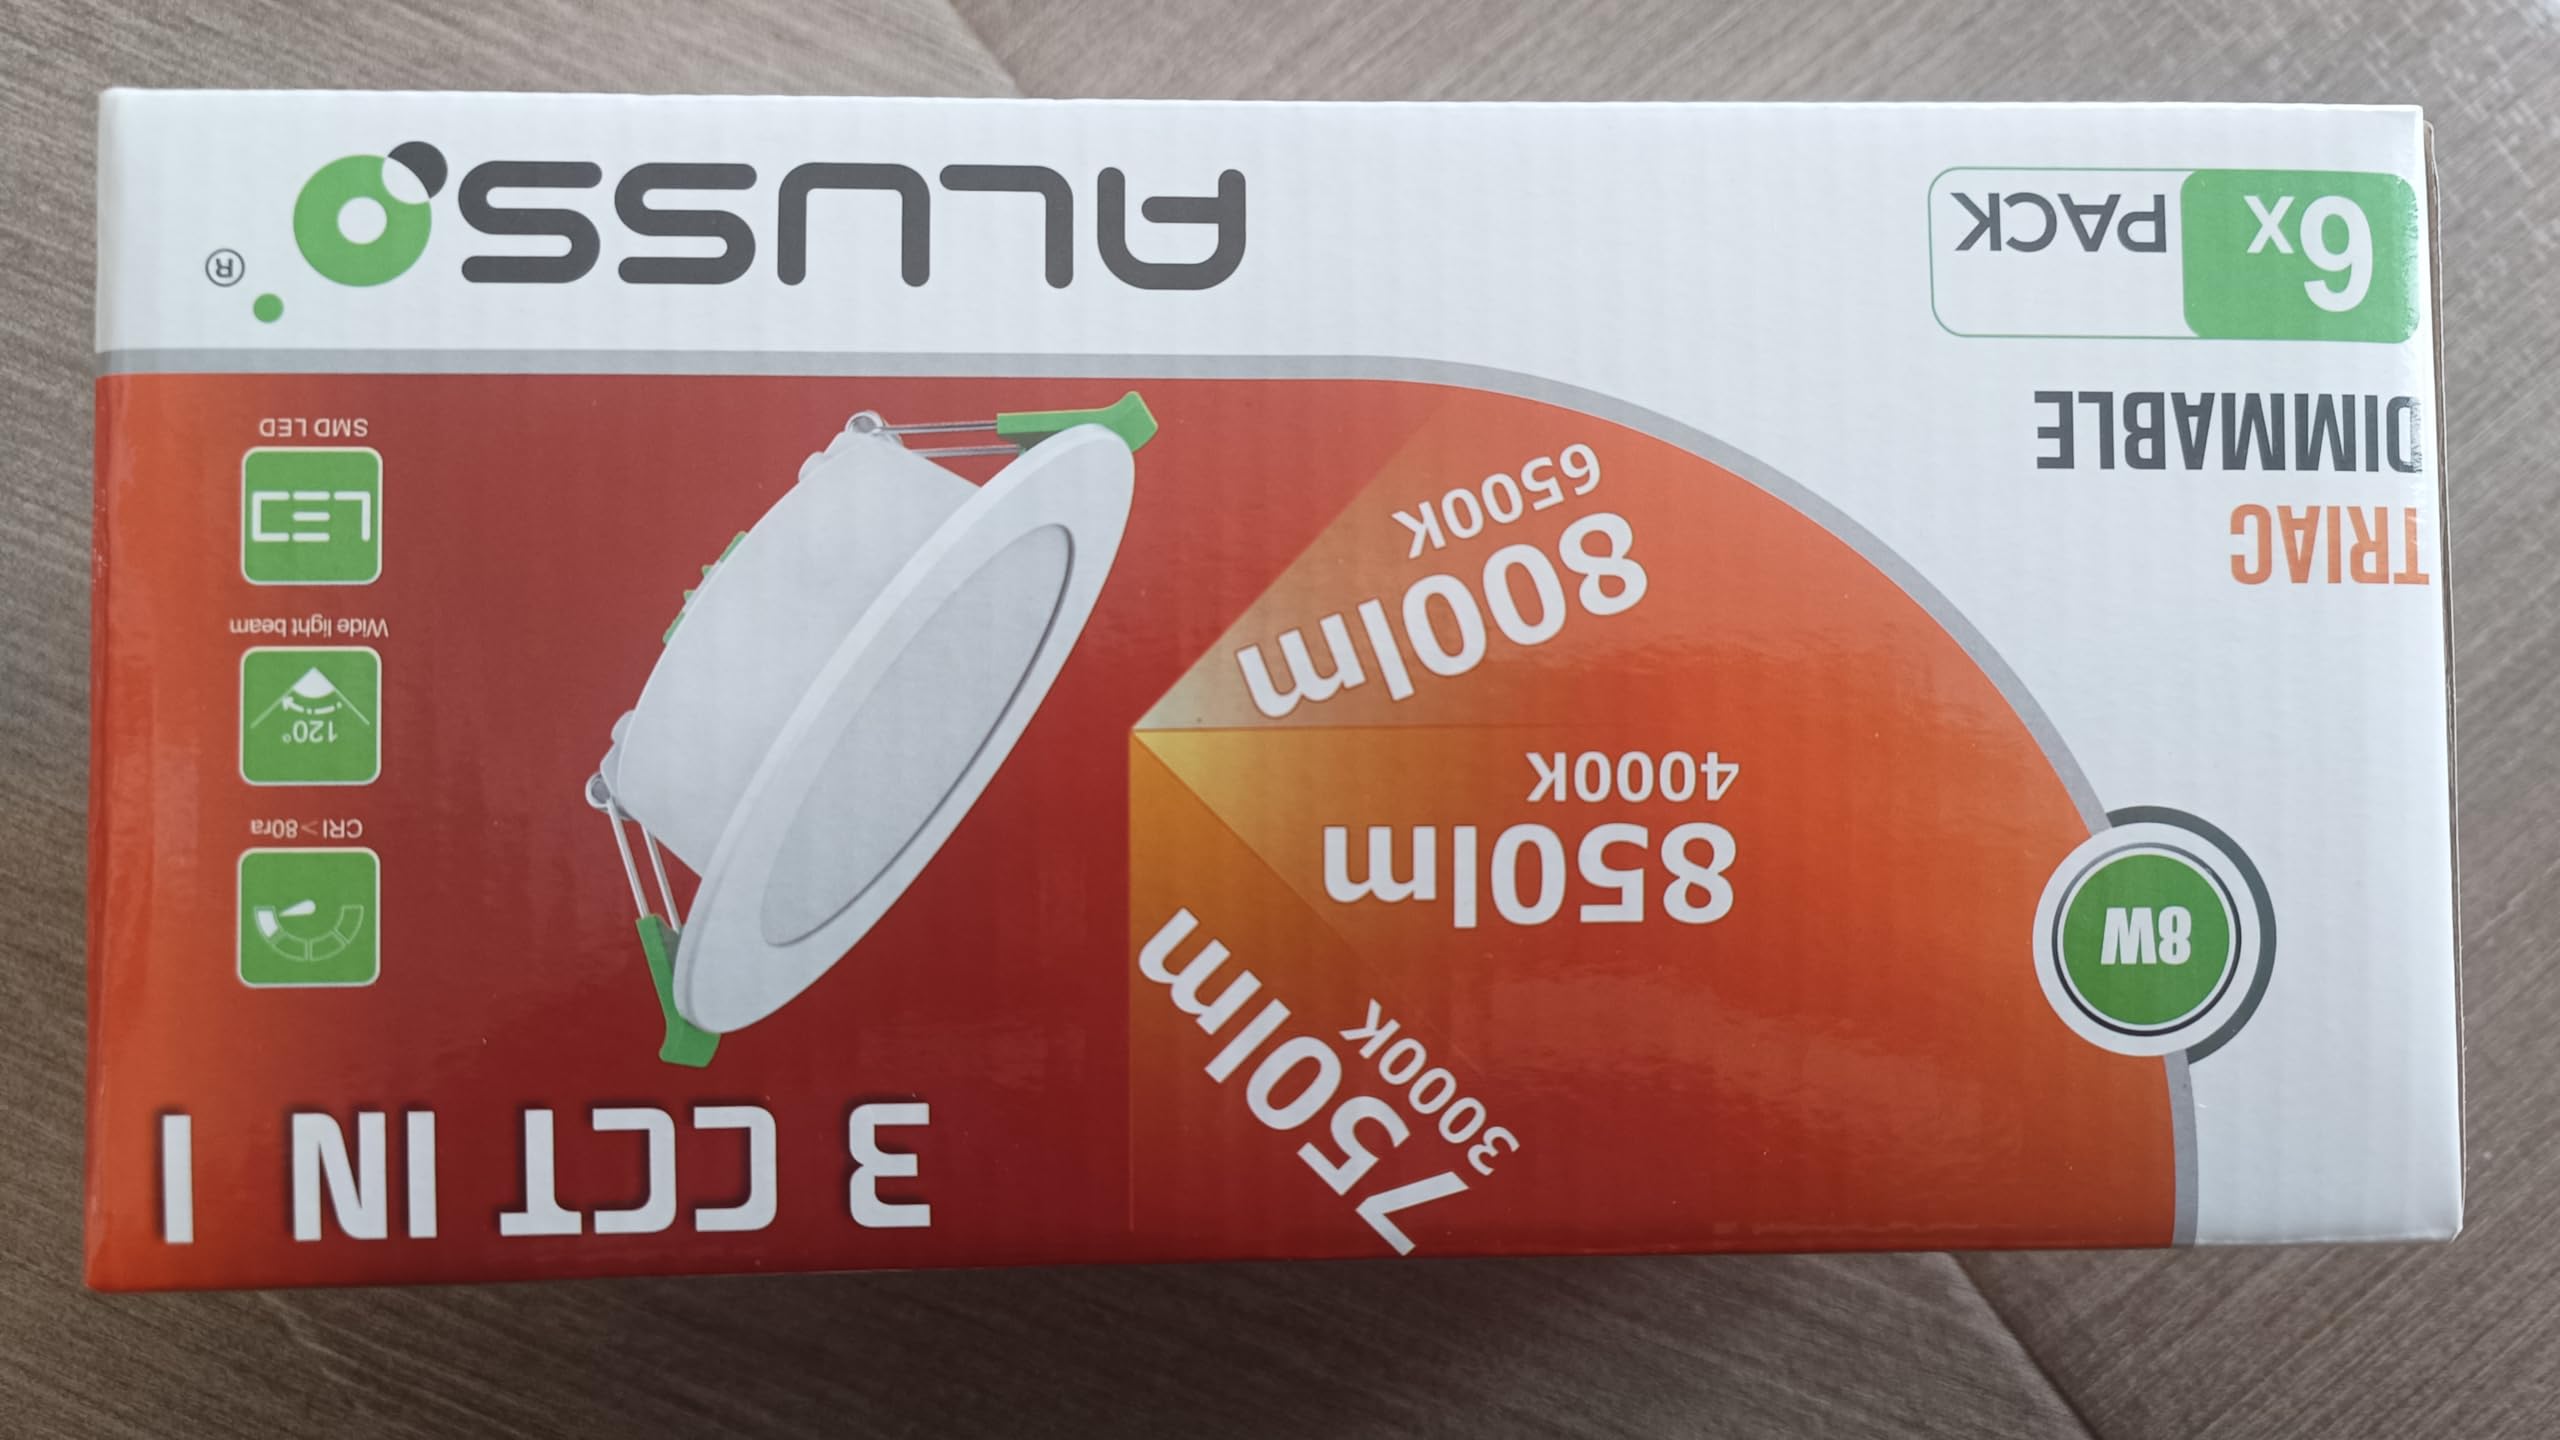 3 CCT IN 1
750lm
3000K
850lm
4000K
800lm
6500K
8W
CRI>80ra
120°
Wide light beam
LED
SMD LED
TRIAC
DIMMABLE
6x PACK
ALUSSO®